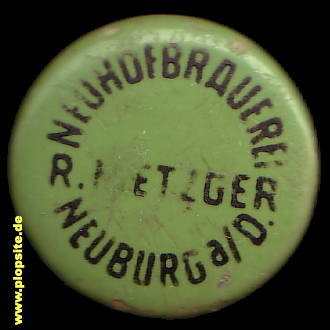 NEUHOFBRAUEREI
R. METZGER
NEUBURG a/D.
www.plopsite.de